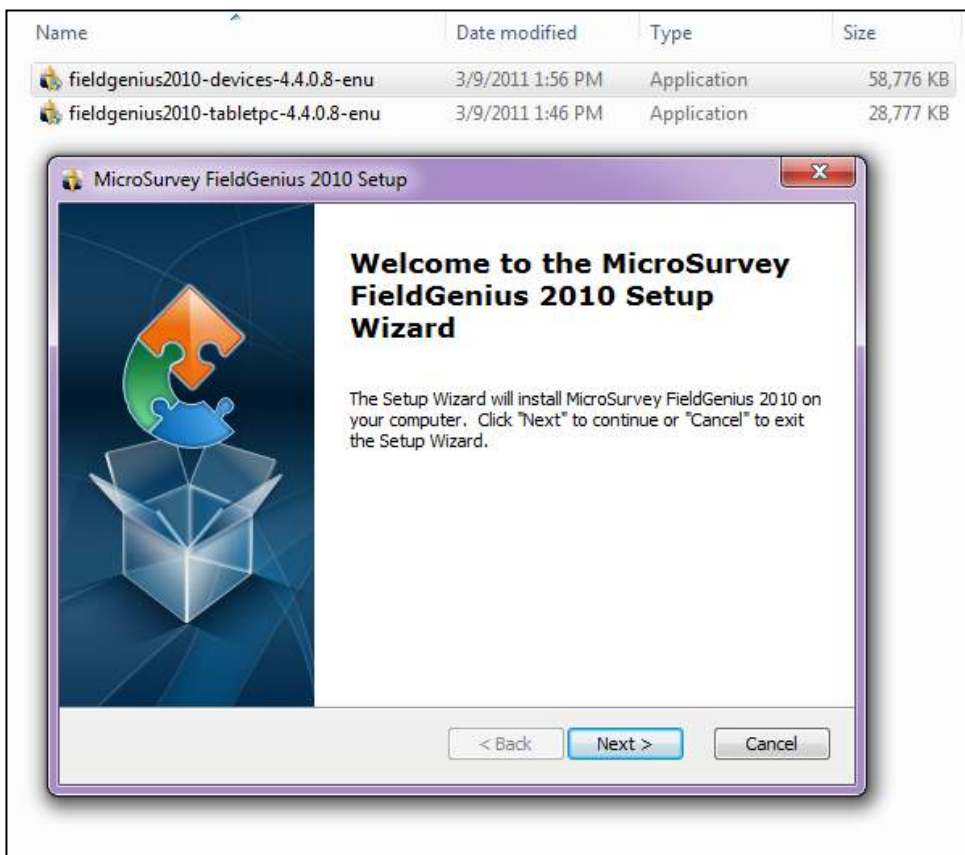 Name Date modified Type Size
fieldgenius2010-devices-4.4.0.8-enu 3/9/2011 1:56 PM Application 58,776 KB
fieldgenius2010-tabletpc-4.4.0.8-enu 3/9/2011 1:46 PM Application 28,777 KB
MicroSurvey FieldGenius 2010 Setup
Welcome to the MicroSurvey
FieldGenius 2010 Setup
Wizard
The Setup Wizard will install MicroSurvey FieldGenius 2010 on
your computer. Click "Next" to continue or "Cancel" to exit
the Setup Wizard.
< Back Next > Cancel